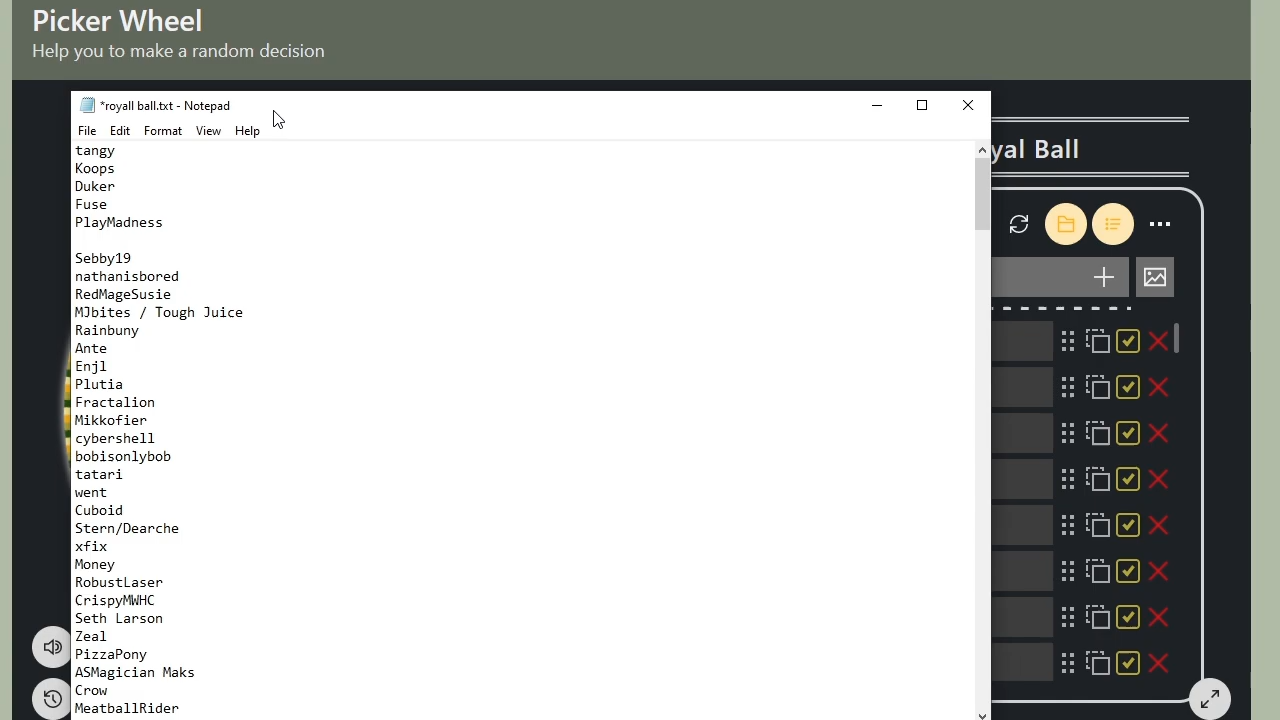 Picker Wheel
Help you to make a random decision
*royall ball.txt - Notepad
File Edit Format View Help
yal Ball
tangy
Koops
Duker
Fuse
PlayMadness
Sebby19
nathanisbored
RedMageSusie
MJbites / Tough Juice
Rainbuny
Ante
Enjl
Plutia
Fractalion
Mikkofier
cybershell
bobisonlybob
tatari
went
Cuboid
Stern/Dearche
xfix
Money
RobustLaser
CrispyMWHC
Seth Larson
Zeal
PizzaPony
ASMagician Maks
Crow
MeatballRider